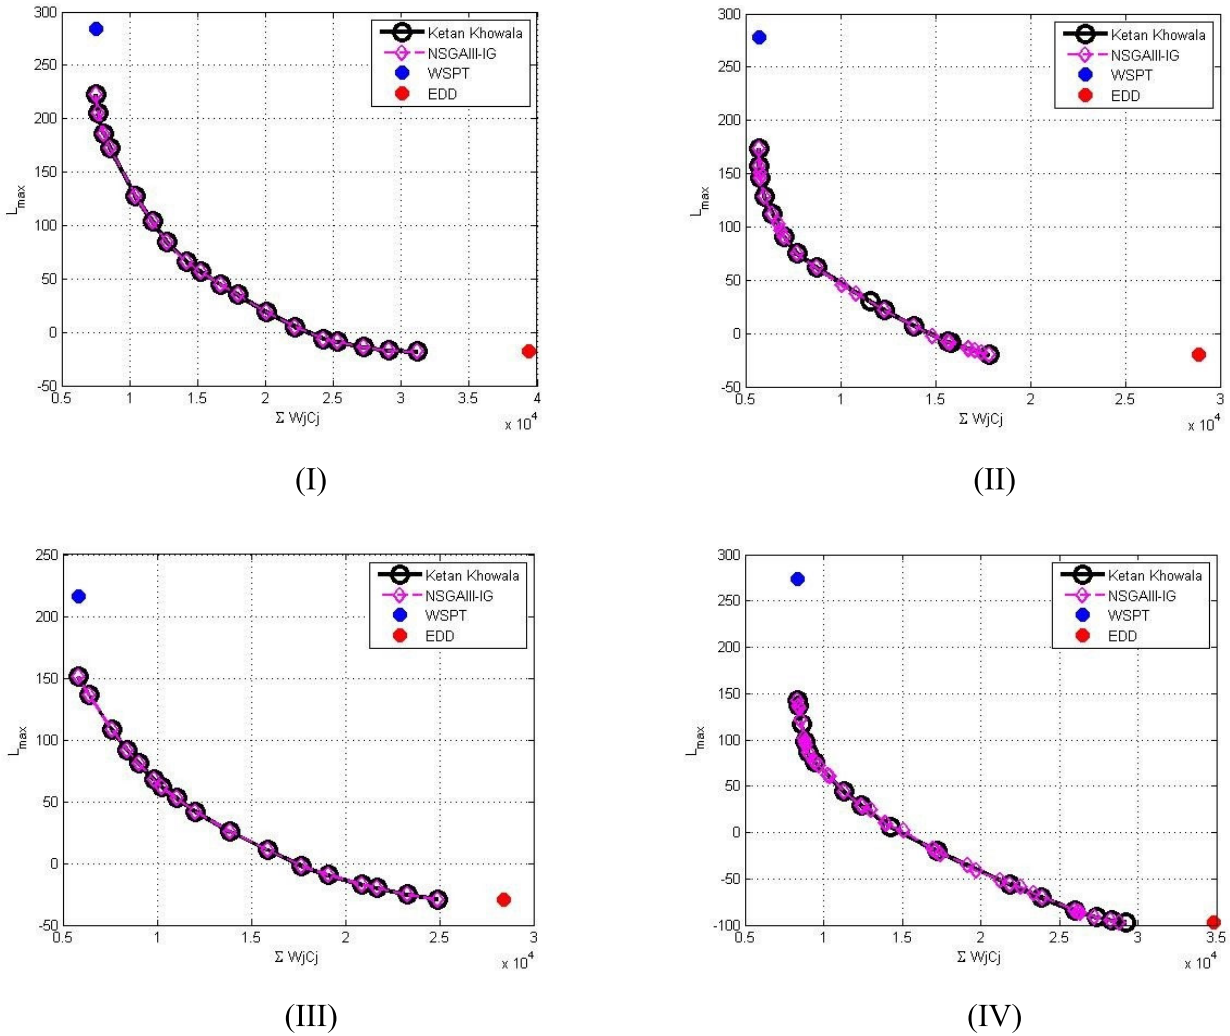 300
250
200
150
100
50
0
-50
L max
0.5 1 1.5 2 2.5 3 3.5 4
Σ WjCj
x 10^4
Ketan Khowala
NSGAIII-IG
WSPT
EDD
(I)
300
250
200
150
100
50
0
-50
L max
0.5 1 1.5 2 2.5 3
Σ WjCj
x 10^4
Ketan Khowala
NSGAIII-IG
WSPT
EDD
(II)
250
200
150
100
50
0
-50
L max
0.5 1 1.5 2 2.5 3
Σ WjCj
x 10^4
Ketan Khowala
NSGAIII-IG
WSPT
EDD
(III)
300
250
200
150
100
50
0
-50
-100
L max
0.5 1 1.5 2 2.5 3 3.5
Σ WjCj
x 10^4
Ketan Khowala
NSGAIII-IG
WSPT
EDD
(IV)